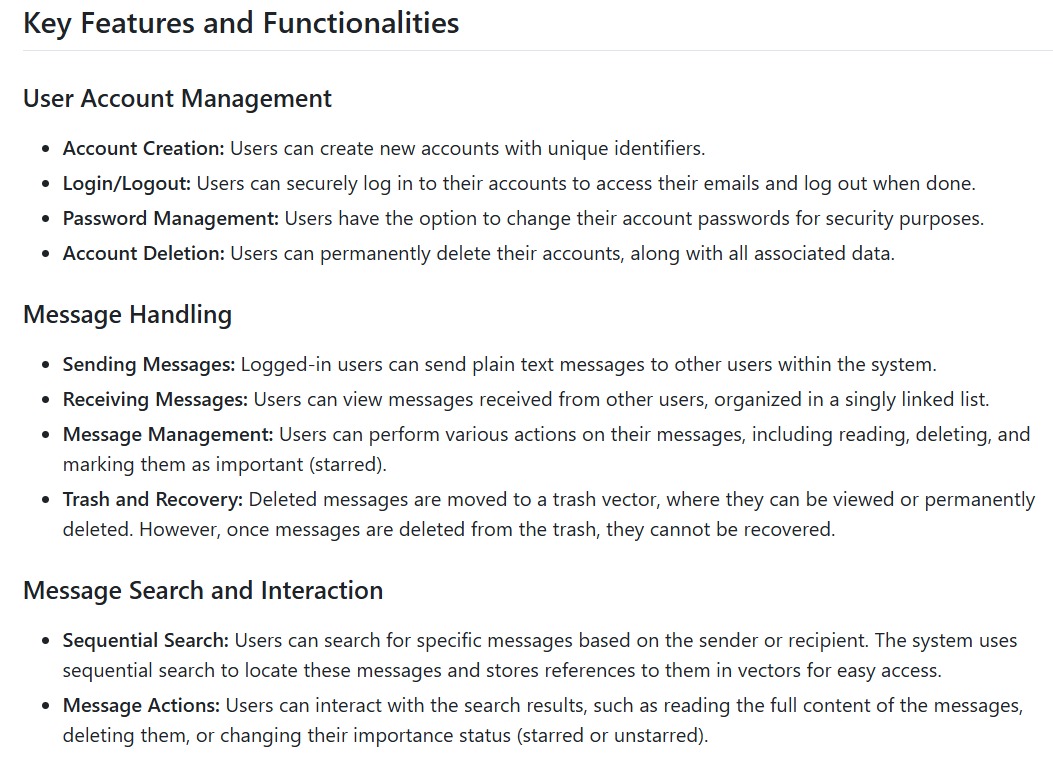 Key Features and Functionalities
User Account Management
Account Creation: Users can create new accounts with unique identifiers.
Login/Logout: Users can securely log in to their accounts to access their emails and log out when done.
Password Management: Users have the option to change their account passwords for security purposes.
Account Deletion: Users can permanently delete their accounts, along with all associated data.
Message Handling
Sending Messages: Logged-in users can send plain text messages to other users within the system.
Receiving Messages: Users can view messages received from other users, organized in a singly linked list.
Message Management: Users can perform various actions on their messages, including reading, deleting, and
marking them as important (starred).
Trash and Recovery: Deleted messages are moved to a trash vector, where they can be viewed or permanently
deleted. However, once messages are deleted from the trash, they cannot be recovered.
Message Search and Interaction
Sequential Search: Users can search for specific messages based on the sender or recipient. The system uses
sequential search to locate these messages and stores references to them in vectors for easy access.
Message Actions: Users can interact with the search results, such as reading the full content of the messages,
deleting them, or changing their importance status (starred or unstarred).